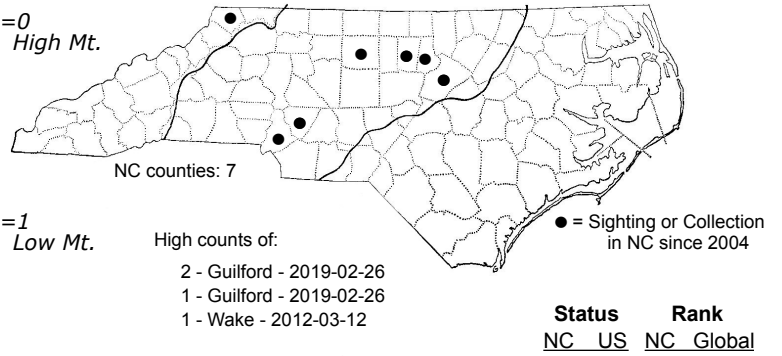 =0
High Mt.
NC counties: 7
=1
Low Mt.
High counts of:
2 - Guilford - 2019-02-26
1 - Guilford - 2019-02-26
1 - Wake - 2012-03-12
= Sighting or Collection
in NC since 2004
Status Rank
NC US NC Global